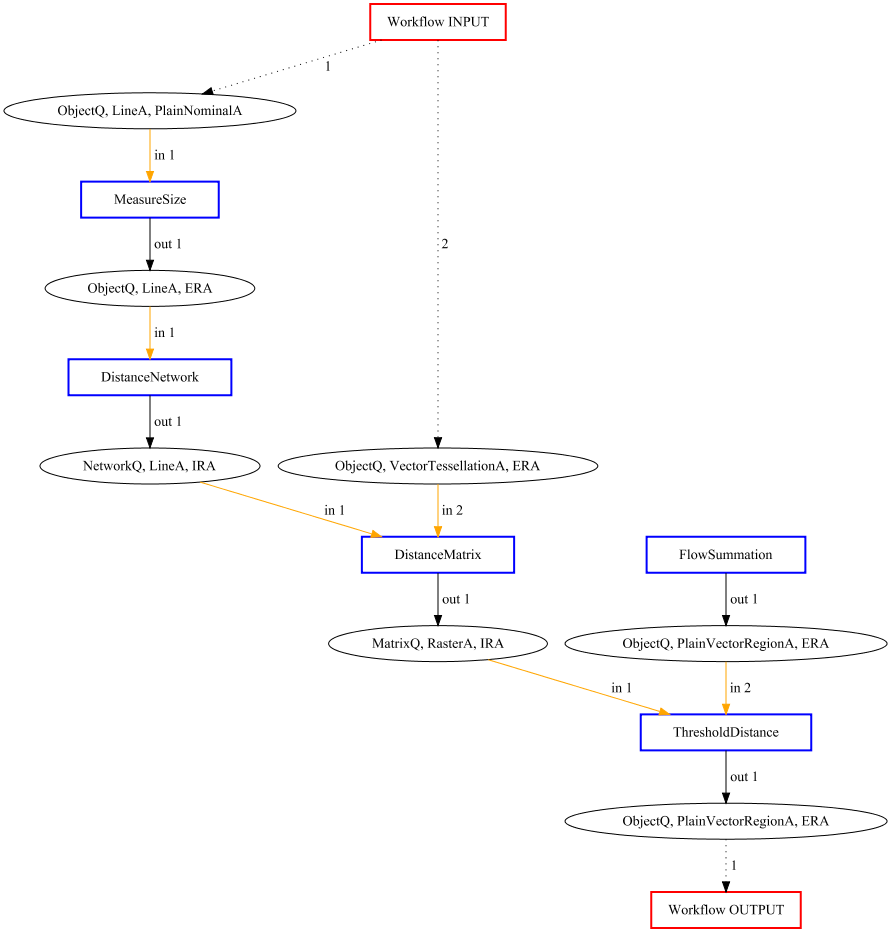 Workflow INPUT
1
ObjectQ, LineA, PlainNominalA
in 1
MeasureSize
2
out 1
ObjectQ, LineA, ERA
in 1
DistanceNetwork
out 1
NetworkQ, LineA, IRA
ObjectQ, VectorTessellationA, ERA
in 1
in 2
DistanceMatrix
FlowSummation
out 1
out 1
MatrixQ, RasterA, IRA
ObjectQ, PlainVectorRegionA, ERA
in 1
in 2
ThresholdDistance
out 1
ObjectQ, PlainVectorRegionA, ERA
1
Workflow OUTPUT